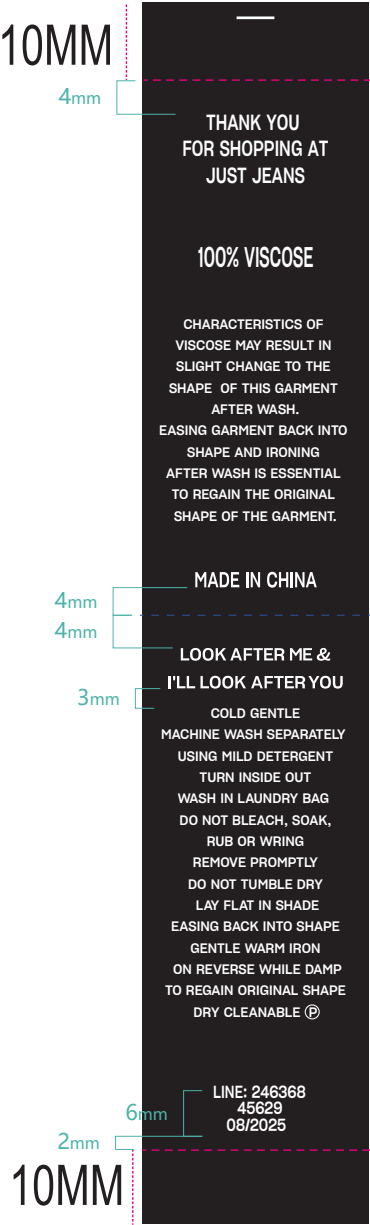 10MM
4mm
THANK YOU
FOR SHOPPING AT
JUST JEANS
100% VISCOSE
CHARACTERISTICS OF
VISCOSE MAY RESULT IN
SLIGHT CHANGE TO THE
SHAPE OF THIS GARMENT
AFTER WASH.
EASING GARMENT BACK INTO
SHAPE AND IRONING
AFTER WASH IS ESSENTIAL
TO REGAIN THE ORIGINAL
SHAPE OF THE GARMENT.
MADE IN CHINA
4mm
4mm
LOOK AFTER ME &
I'LL LOOK AFTER YOU
3mm
COLD GENTLE
MACHINE WASH SEPARATELY
USING MILD DETERGENT
TURN INSIDE OUT
WASH IN LAUNDRY BAG
DO NOT BLEACH, SOAK,
RUB OR WRING
REMOVE PROMPTLY
DO NOT TUMBLE DRY
LAY FLAT IN SHADE
EASING BACK INTO SHAPE
GENTLE WARM IRON
ON REVERSE WHILE DAMP
TO REGAIN ORIGINAL SHAPE
DRY CLEANABLE Ⓟ
LINE: 246368
45629
08/2025
6mm
2mm
10MM